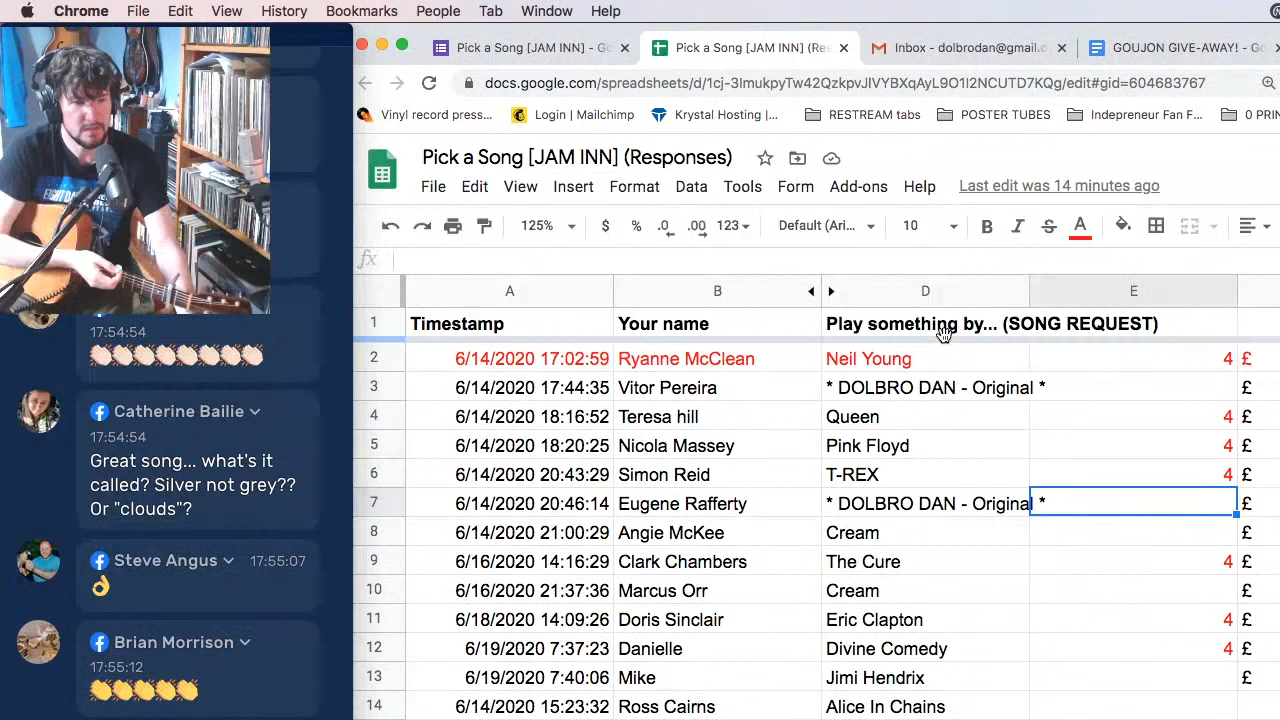 Chrome File Edit View History Bookmarks People Tab Window Help
Pick a Song [JAM INN] - Go
Pick a Song [JAM INN] (Res
Inbox - dolbrodan@gmail.c
GOUJON GIVE-AWAY! - Go
docs.google.com/spreadsheets/d/1cj-3lmukpyTw42QzkpvJlVYBXqAyL9O1I2NCUTD7KQg/edit#gid=604683767
Vinyl record press... Login | Mailchimp Krystal Hosting |... RESTREAM tabs POSTER TUBES Indepreneur Fan F... 0 PRIN
Pick a Song [JAM INN] (Responses)
File Edit View Insert Format Data Tools Form Add-ons Help Last edit was 14 minutes ago
125% $ % .0 .00 123 Default (Ari... 10 B I S A
fx
A B D E
1 Timestamp Your name Play something by... (SONG REQUEST)
2 6/14/2020 17:02:59 Ryanne McClean Neil Young 4 £
3 6/14/2020 17:44:35 Vitor Pereira * DOLBRO DAN - Original * £
4 6/14/2020 18:16:52 Teresa hill Queen 4 £
5 6/14/2020 18:20:25 Nicola Massey Pink Floyd 4 £
6 6/14/2020 20:43:29 Simon Reid T-REX 4 £
7 6/14/2020 20:46:14 Eugene Rafferty * DOLBRO DAN - Original * £
8 6/14/2020 21:00:29 Angie McKee Cream £
9 6/16/2020 14:16:29 Clark Chambers The Cure 4 £
10 6/16/2020 21:37:36 Marcus Orr Cream £
11 6/18/2020 14:09:26 Doris Sinclair Eric Clapton 4 £
12 6/19/2020 7:37:23 Danielle Divine Comedy 4 £
13 6/19/2020 7:40:06 Mike Jimi Hendrix £
14 6/14/2020 15:23:32 Ross Cairns Alice In Chains
17:54:54
Catherine Bailie
17:54:54
Great song... what's it
called? Silver not grey??
Or "clouds"?
Steve Angus 17:55:07
Brian Morrison
17:55:12